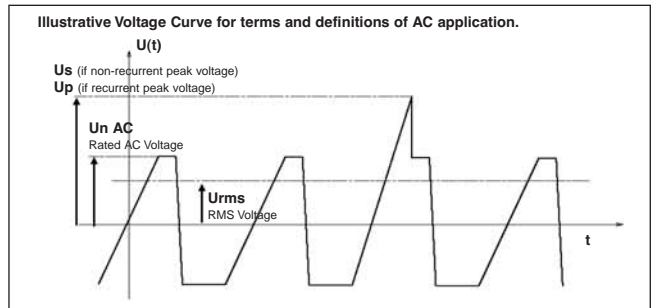 Illustrative Voltage Curve for terms and definitions of AC application.
U(t)
Us (if non-recurrent peak voltage)
Up (if recurrent peak voltage)
Un AC
Rated AC Voltage
Urms
RMS Voltage
t